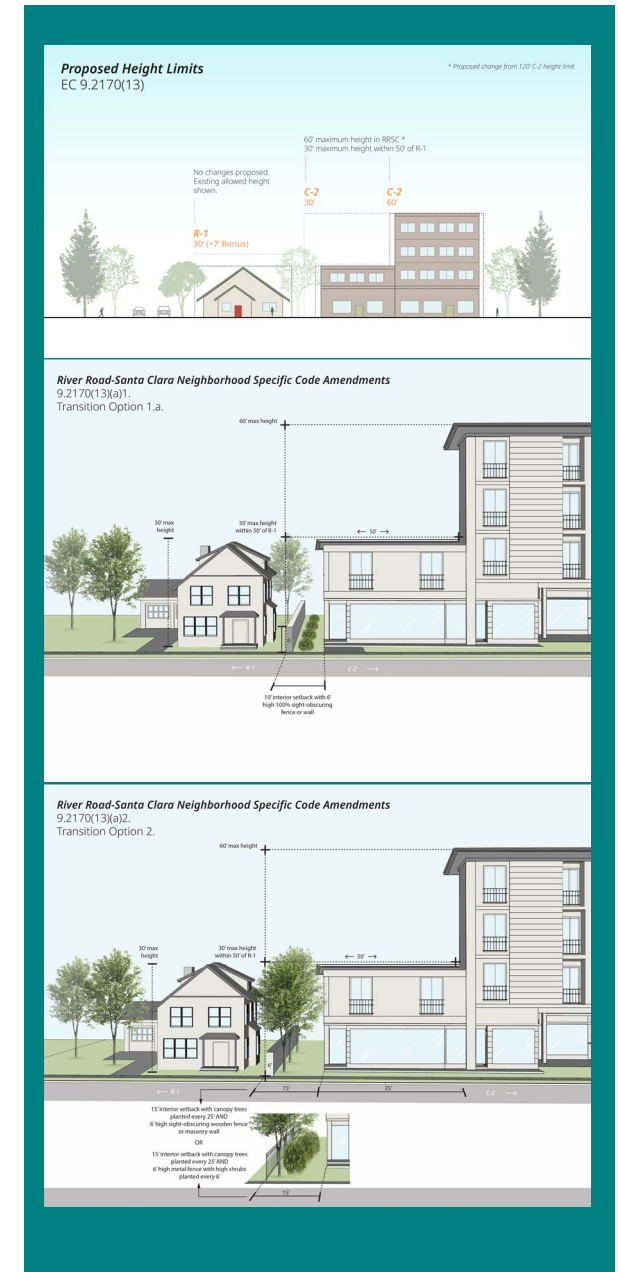 Proposed Height Limits
EC 9.2170(13)
* Proposed change from 120' C-2 height limit
60' maximum height in RRSC *
30' maximum height within 50' of R-1
No changes proposed.
Existing allowed height
shown.
C-2
30'
C-2
60'
R-1
30' (+7' Bonus)
River Road-Santa Clara Neighborhood Specific Code Amendments
9.2170(13)(a)1.
Transition Option 1.a.
60' max height
30' max
height
30' max height
within 50' of R-1
← 50' →
6'
← R-1
C-2 →
10' interior setback with 6'
high 100% sight-obscuring
fence or wall
River Road-Santa Clara Neighborhood Specific Code Amendments
9.2170(13)(a)2.
Transition Option 2.
60' max height
30' max
height
30' max height
within 50' of R-1
← 50' →
6'
← R-1
15'
35'
C-2 →
15' interior setback with canopy trees
planted every 25' AND
6' high sight-obscuring wooden fence
or masonry wall
OR
15' interior setback with canopy trees
planted every 25' AND
6' high metal fence with high shrubs
planted every 6'
15'